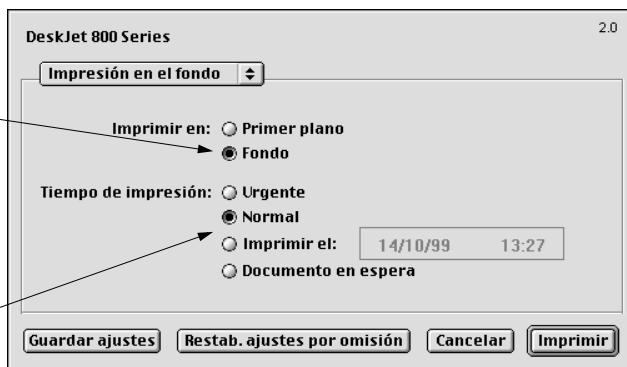 DeskJet 800 Series
2.0
Impresión en el fondo
Imprimir en: Primer plano
Fondo
Tiempo de impresión: Urgente
Normal
Imprimir el: 14/10/99 13:27
Documento en espera
Guardar ajustes Restab. ajustes por omisión Cancelar Imprimir